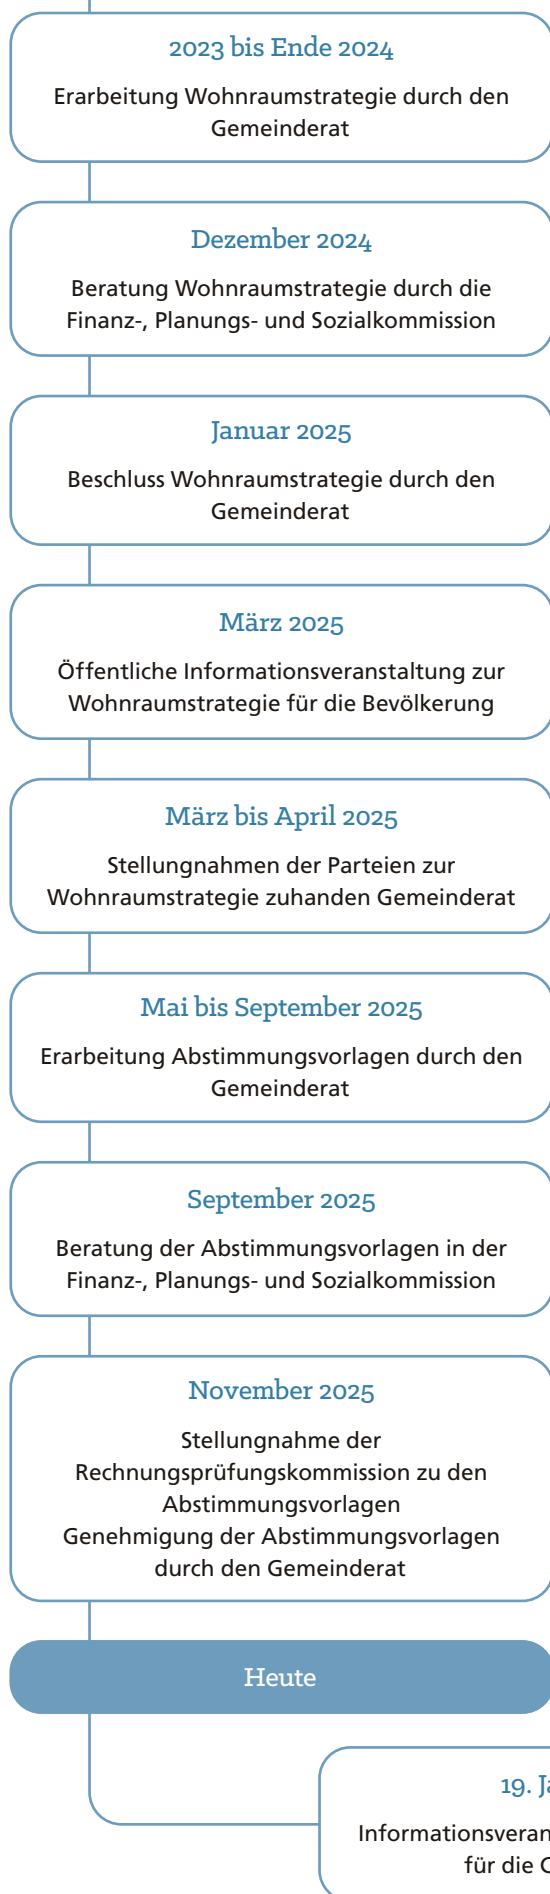 2023 bis Ende 2024
Erarbeitung Wohnraumstrategie durch den
Gemeinderat
Dezember 2024
Beratung Wohnraumstrategie durch die
Finanz-, Planungs- und Sozialkommission
Januar 2025
Beschluss Wohnraumstrategie durch den
Gemeinderat
März 2025
Öffentliche Informationsveranstaltung zur
Wohnraumstrategie für die Bevölkerung
März bis April 2025
Stellungnahmen der Parteien zur
Wohnraumstrategie zuhanden Gemeinderat
Mai bis September 2025
Erarbeitung Abstimmungsvorlagen durch den
Gemeinderat
September 2025
Beratung der Abstimmungsvorlagen in der
Finanz-, Planungs- und Sozialkommission
November 2025
Stellungnahme der
Rechnungsprüfungskommission zu den
Abstimmungsvorlagen
Genehmigung der Abstimmungsvorlagen
durch den Gemeinderat
Heute
19.
für die